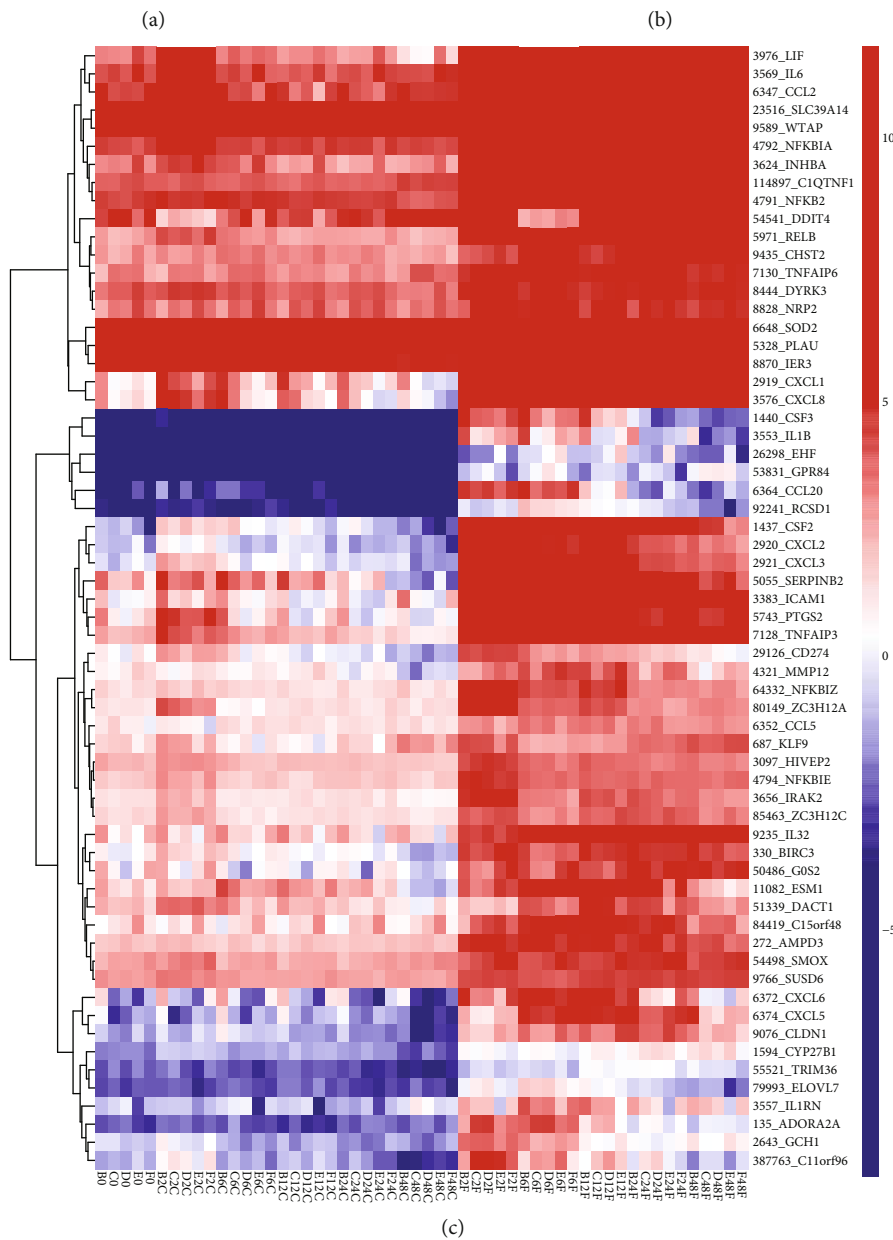 (a) (b)
3976_LIF
3569_IL6
6347_CCL2
23516_SLC39A14
9589_WTAP
4792_NFKBIA
3624_INHBA
114897_C1QTNF1
4791_NFKB2
54541_DDIT4
5971_RELB
9435_CHST2
7130_TNFAIP6
8444_DYRK3
8828_NRP2
6648_SOD2
5328_PLAU
8870_IER3
2919_CXCL1
3576_CXCL8
1440_CSF3
3553_IL1B
26298_EHF
53831_GPR84
6364_CCL20
92241_RCSD1
1437_CSF2
2920_CXCL2
2921_CXCL3
5055_SERPINB2
3383_ICAM1
5743_PTGS2
7128_TNFAIP3
29126_CD274
4321_MMP12
64332_NFKBIZ
80149_ZC3H12A
6352_CCL5
687_KLF9
3097_HIVEP2
4794_NFKBIE
3656_IRAK2
85463_ZC3H12C
9235_IL32
330_BIRC3
50486_G0S2
11082_ESM1
51339_DACT1
84419_C15orf48
272_AMPD3
54498_SMOX
9766_SUSD6
6372_CXCL6
6374_CXCL5
9076_CLDN1
1594_CYP27B1
55521_TRIM36
79993_ELOVL7
3557_IL1RN
135_ADORA2A
2643_GCH1
387763_C11orf96
10
5
0
−5
B0
C0
D0
E0
F0
B2C
C2C
D2C
E2C
F2C
B6C
C6C
D6C
E6C
F6C
B12C
C12C
D12C
E12C
F12C
B24C
C24C
D24C
E24C
F24C
B48C
C48C
D48C
E48C
F48C
B2F
C2F
D2F
E2F
F2F
B6F
C6F
D6F
E6F
F6F
B12F
C12F
D12F
E12F
B24F
C24F
D24F
E24F
F24F
B48F
C48F
D48F
E48F
F48F
(c)